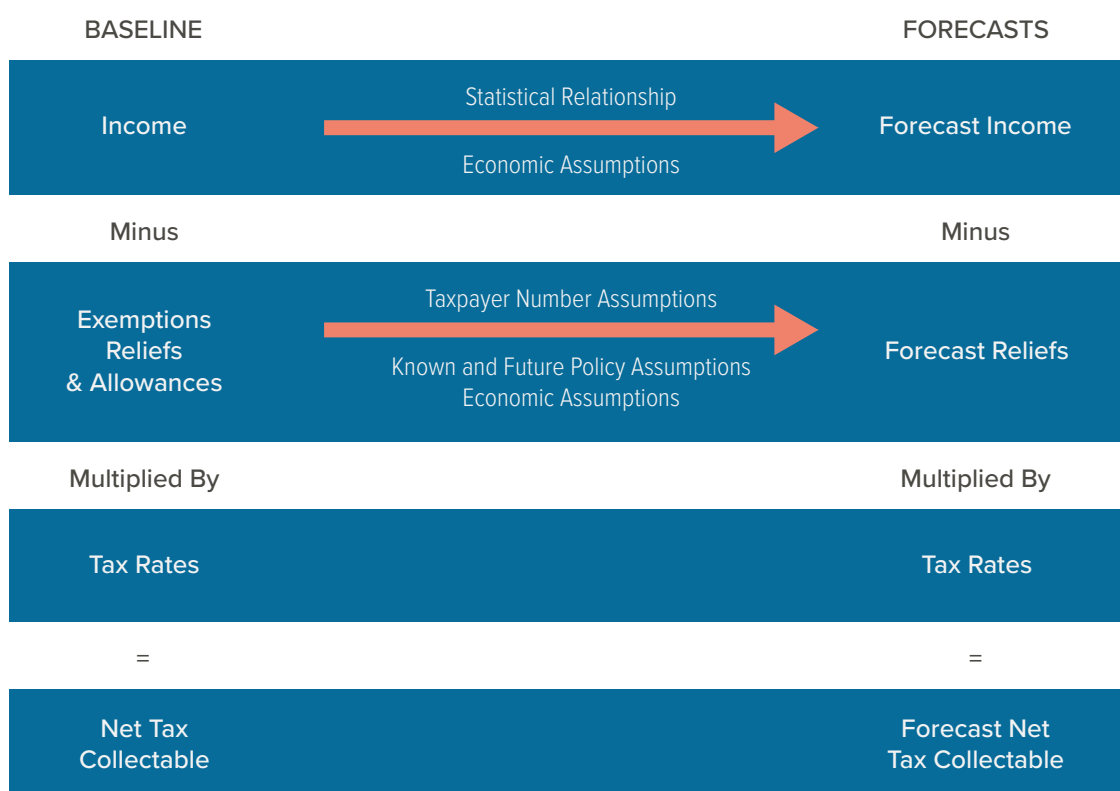 BASELINE
FORECASTS
Income
Statistical Relationship
Economic Assumptions
Forecast Income
Minus
Minus
Exemptions
Reliefs
& Allowances
Taxpayer Number Assumptions
Known and Future Policy Assumptions
Economic Assumptions
Forecast Reliefs
Multiplied By
Multiplied By
Tax Rates
Tax Rates
=
=
Net Tax
Collectable
Forecast Net
Tax Collectable